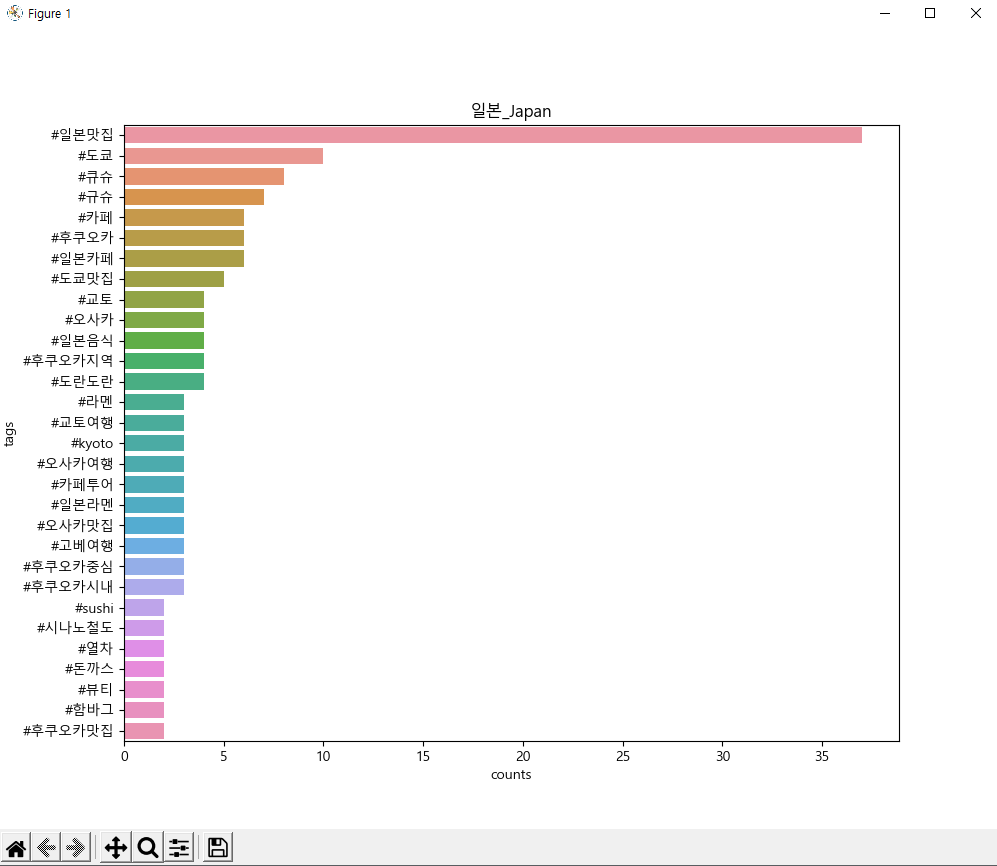 Figure 1
일본_Japan
#일본맛집
#도쿄
#큐슈
#규슈
#카페
#후쿠오카
#일본카페
#도쿄맛집
#교토
#오사카
#일본음식
#후쿠오카지역
#도란도란
#라멘
#교토여행
#kyoto
#오사카여행
#카페투어
#일본라멘
#오사카맛집
#고베여행
#후쿠오카중심
#후쿠오카시내
#sushi
#시나노철도
#열차
#돈까스
#뷰티
#함바그
#후쿠오카맛집
tags
0 5 10 15 20 25 30 35
counts